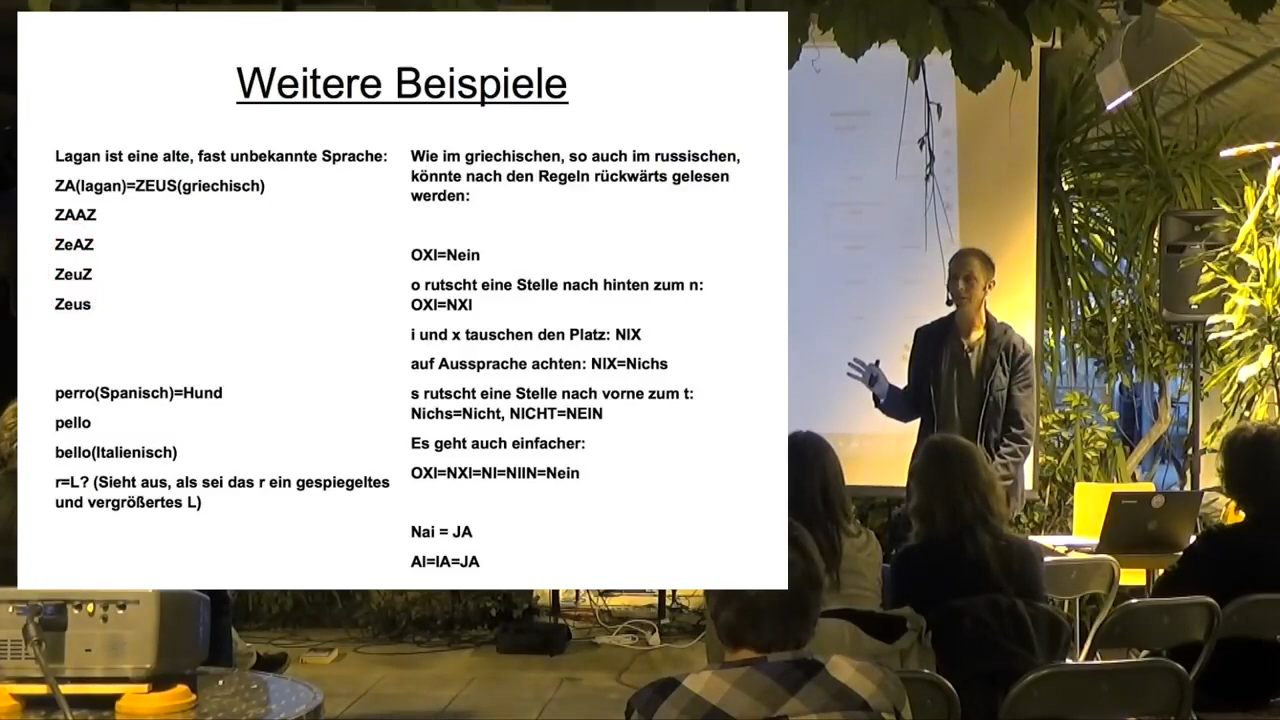 Weitere Beispiele
Lagan ist eine alte, fast unbekannte Sprache:
ZA(lagan)=ZEUS(griechisch)
ZAAZ
ZeAZ
ZeuZ
Zeus
perro(Spanisch)=Hund
pello
bello(Italienisch)
r=L? (Sieht aus, als sei das r ein gespiegeltes
und vergrößertes L)
Wie im griechischen, so auch im russischen,
könnte nach den Regeln rückwärts gelesen
werden:
OXI=Nein
o rutscht eine Stelle nach hinten zum n:
OXI=NXI
i und x tauschen den Platz: NIX
auf Aussprache achten: NIX=Nichs
s rutscht eine Stelle nach vorne zum t:
Nichs=Nicht, NICHT=NEIN
Es geht auch einfacher:
OXI=NXI=NI=NIIN=Nein
Nai = JA
AI=IA=JA